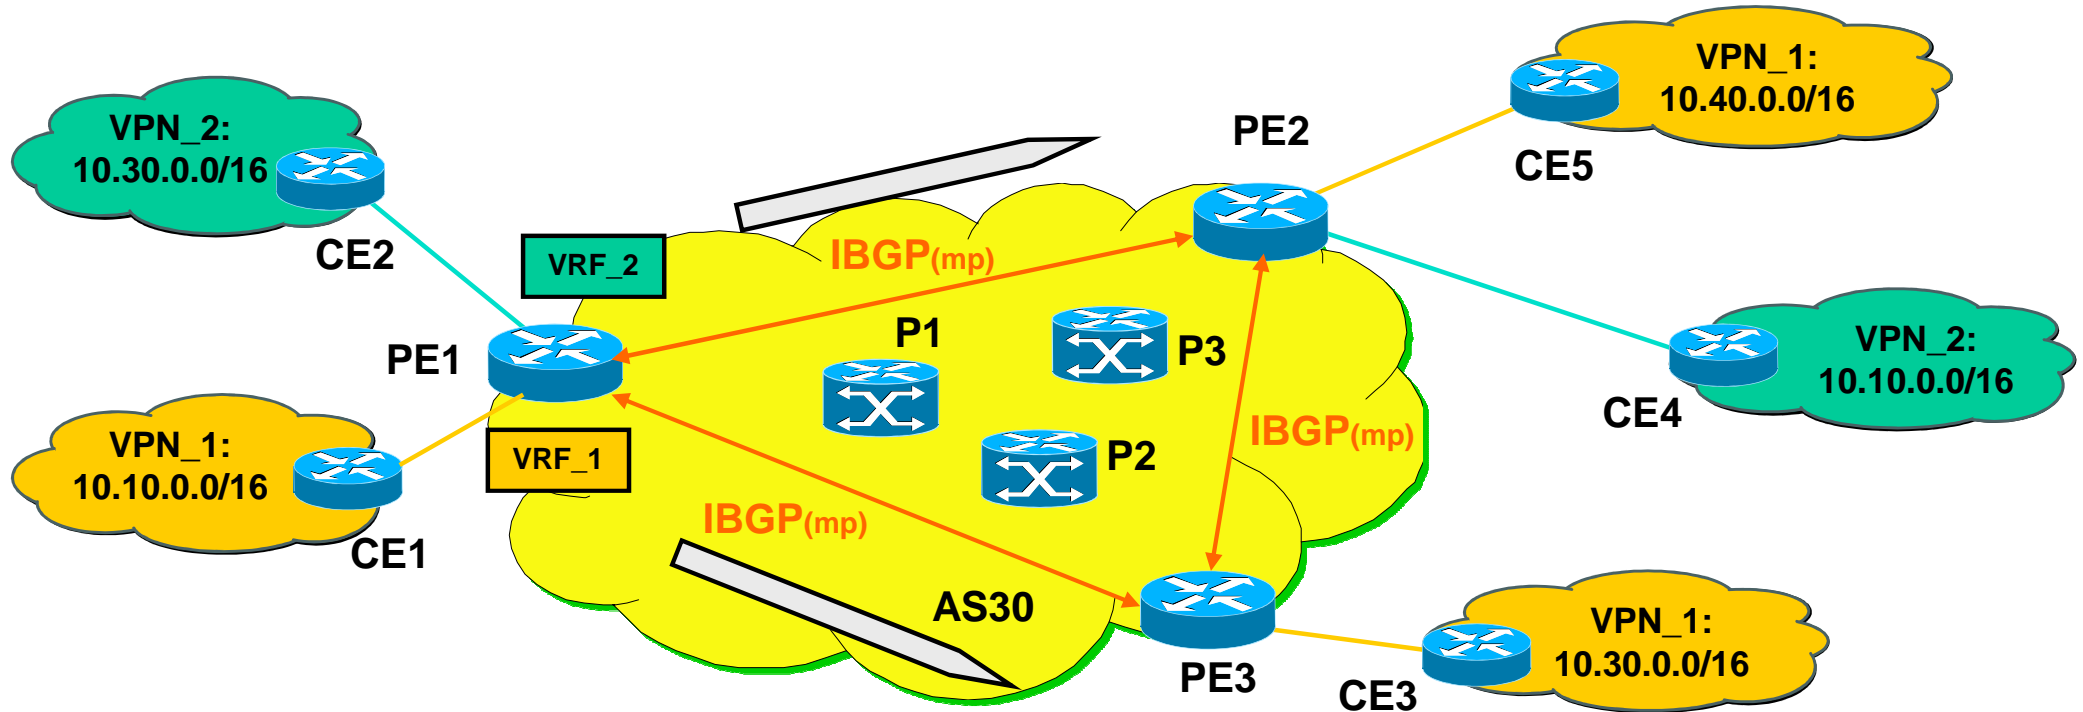 VPN_1:
10.40.0.0/16
CE5
PE2
VPN_2:
10.30.0.0/16
CE2
VRF_2
IBGP(mp)
P1
P3
PE1
VPN_2:
10.10.0.0/16
CE4
IBGP(mp)
P2
VPN_1:
10.10.0.0/16
CE1
VRF_1
IBGP(mp)
AS30
PE3
VPN_1:
10.30.0.0/16
CE3